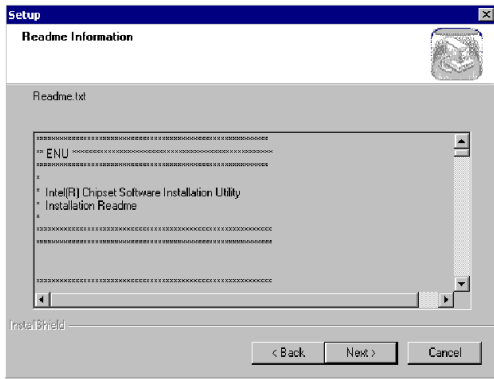 Setup
Readme Information
Readme.txt
************************************************************
** ENU ****************************************************
************************************************************
*
* Intel(R) Chipset Software Installation Utility
* Installation Readme
*
*************************************************************
************************************************************
*************************************************************
InstallShield
< Back Next > Cancel